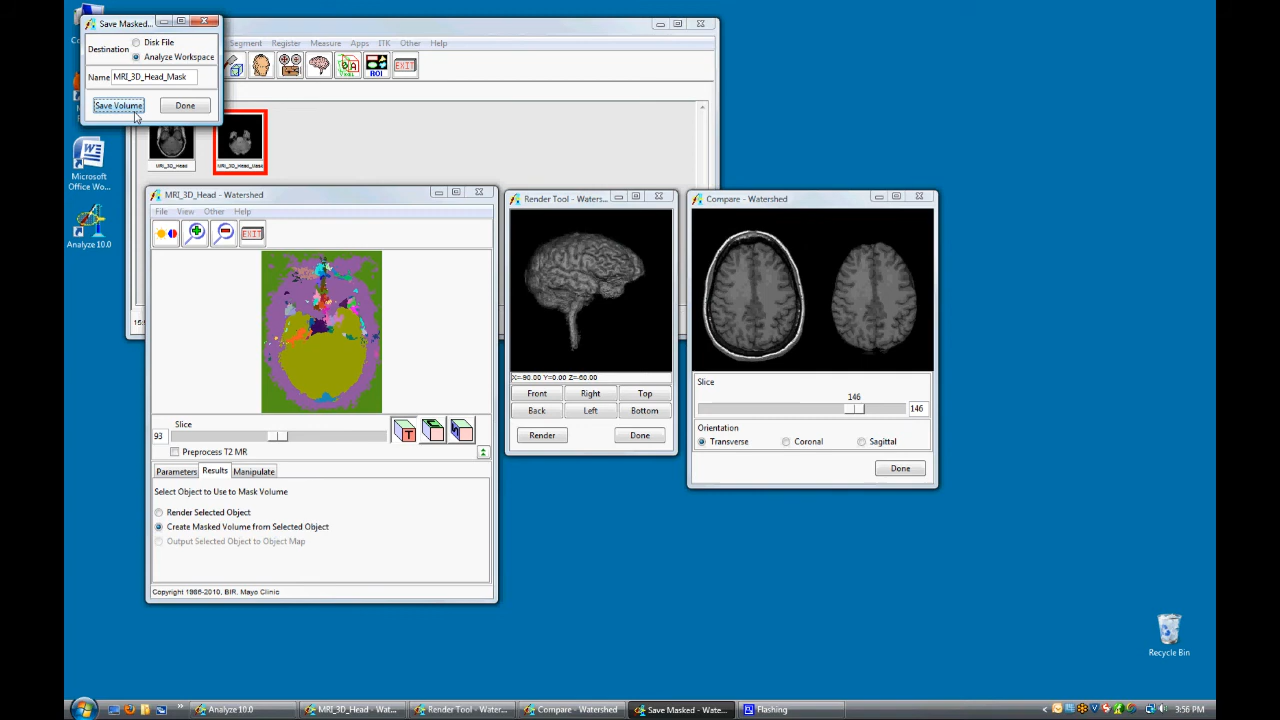 Save Masked...
Destination
Disk File
Analyze Workspace
Name
MRI_3D_Head_Mask
Save Volume
Done
Segment
Register
Measure
Apps
ITK
Other
Help
ROI
EXIT
MRI_3D_Head
MRI_3D_Head_Mask
Microsoft
Office Wo...
Analyze 10.0
MRI_3D_Head - Watershed
File
View
Other
Help
EXIT
Slice
93
T
Preprocess T2 MR
Parameters
Results
Manipulate
Select Object to Use to Mask Volume
Render Selected Object
Create Masked Volume from Selected Object
Output Selected Object to Object Map
Copyright 1986-2010, BIR, Mayo Clinic
Render Tool - Waters...
X=-90.00 Y=0.00 Z=-60.00
Front
Right
Top
Back
Left
Bottom
Render
Done
Compare - Watershed
Slice
146
146
Orientation
Transverse
Coronal
Sagittal
Done
Recycle Bin
Analyze 10.0
MRI_3D_Head - Wat...
Render Tool - Water...
Compare - Watershed
Save Masked - Wate...
Flashing
3:56 PM